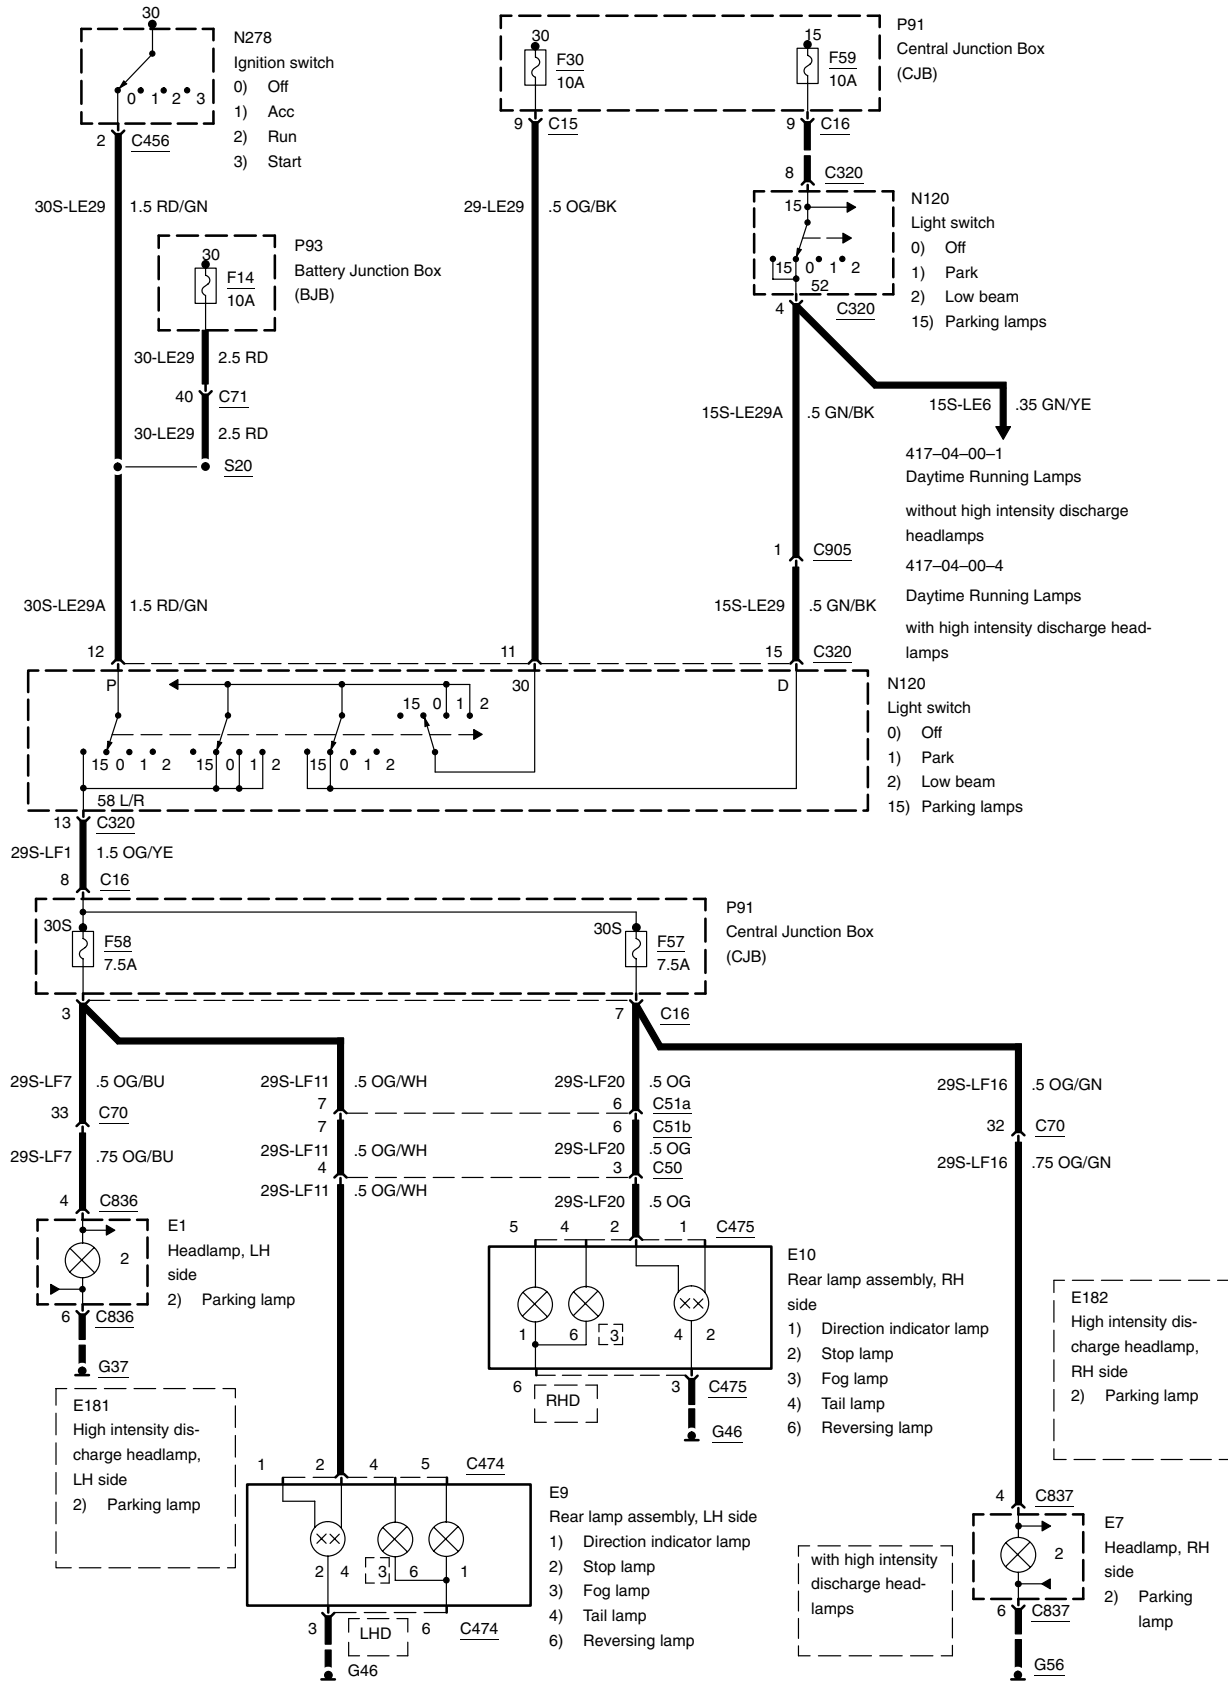 30
N278
Ignition switch
0) Off
1) Acc
2) Run
3) Start
0 1 2 3
2 C456
30S-LE29 1.5 RD/GN
P93
Battery Junction Box
(BJB)
30
F14
10A
30-LE29 2.5 RD
40 C71
30-LE29 2.5 RD
S20
30S-LE29A 1.5 RD/GN
12
P91
Central Junction Box
(CJB)
30
F30
10A
15
F59
10A
9 C15
9 C16
29-LE29 .5 OG/BK
8 C320
N120
Light switch
0) Off
1) Park
2) Low beam
15) Parking lamps
15
15 0 1 2
52
4 C320
15S-LE29A .5 GN/BK
15S-LE6 .35 GN/YE
417–04–00–1
Daytime Running Lamps
without high intensity discharge
headlamps
417–04–00–4
Daytime Running Lamps
with high intensity discharge head-
lamps
1 C905
15S-LE29 .5 GN/BK
11
15 C320
P
30
D
15 0 1 2
15 0 1 2
15 0 1 2
15 0 1 2
58 L/R
N120
Light switch
0) Off
1) Park
2) Low beam
15) Parking lamps
13 C320
29S-LF1 1.5 OG/YE
8 C16
30S
F58
7.5A
30S
F57
7.5A
P91
Central Junction Box
(CJB)
3
7 C16
29S-LF7 .5 OG/BU
29S-LF11 .5 OG/WH
29S-LF20 .5 OG
29S-LF16 .5 OG/GN
33 C70
7
6 C51a
32 C70
7
6 C51b
29S-LF7 .75 OG/BU
29S-LF11 .5 OG/WH
29S-LF20 .5 OG
29S-LF16 .75 OG/GN
4
3 C50
29S-LF11 .5 OG/WH
29S-LF20 .5 OG
4 C836
E1
Headlamp, LH
side
2) Parking lamp
2
6 C836
G37
E181
High intensity dis-
charge headlamp,
LH side
2) Parking lamp
5 4 2 1 C475
E10
Rear lamp assembly, RH
side
1) Direction indicator lamp
2) Stop lamp
3) Fog lamp
4) Tail lamp
6) Reversing lamp
1 6 3 4 2
6 RHD 3 C475
G46
E182
High intensity dis-
charge headlamp,
RH side
2) Parking lamp
1 2 4 5 C474
E9
Rear lamp assembly, LH side
1) Direction indicator lamp
2) Stop lamp
3) Fog lamp
4) Tail lamp
6) Reversing lamp
2 4 3 6 1
3 LHD 6 C474
G46
with high intensity
discharge head-
lamps
4 C837
E7
Headlamp, RH
side
2) Parking
lamp
2
6 C837
G56